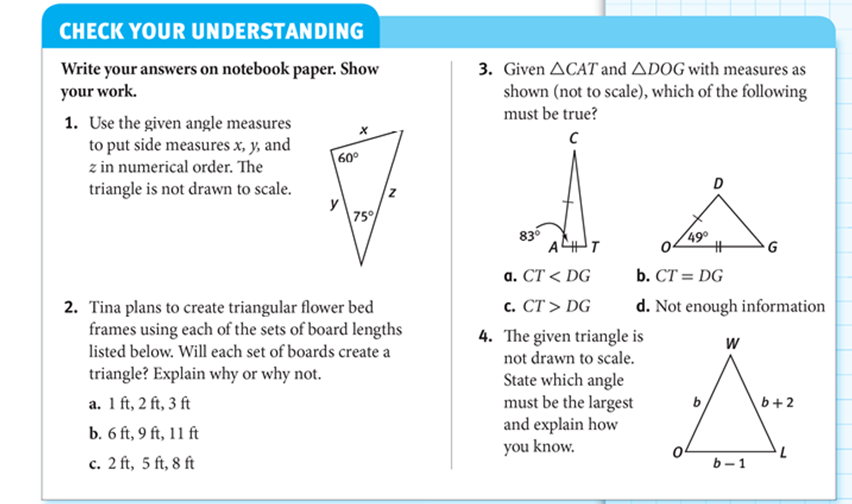 CHECK YOUR UNDERSTANDING
Write your answers on notebook paper. Show
your work.
1. Use the given angle measures
to put side measures x, y, and
z in numerical order. The
triangle is not drawn to scale.
x
60°
y
z
75°
2. Tina plans to create triangular flower bed
frames using each of the sets of board lengths
listed below. Will each set of boards create a
triangle? Explain why or why not.
a. 1 ft, 2 ft, 3 ft
b. 6 ft, 9 ft, 11 ft
c. 2 ft, 5 ft, 8 ft
3. Given △CAT and △DOG with measures as
shown (not to scale), which of the following
must be true?
C
83°
A
T
D
O
49°
G
a. CT < DG
b. CT = DG
c. CT > DG
d. Not enough information
4. The given triangle is
not drawn to scale.
State which angle
must be the largest
and explain how
you know.
W
b
b + 2
O
L
b – 1